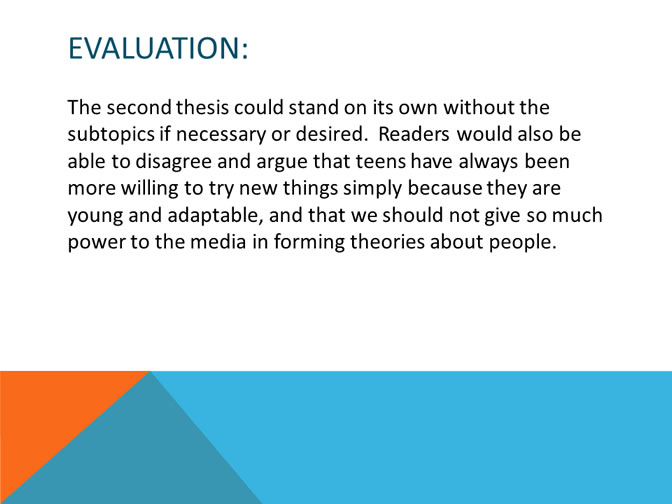 EVALUATION:
The second thesis could stand on its own without the
subtopics if necessary or desired.  Readers would also be
able to disagree and argue that teens have always been
more willing to try new things simply because they are
young and adaptable, and that we should not give so much
power to the media in forming theories about people.